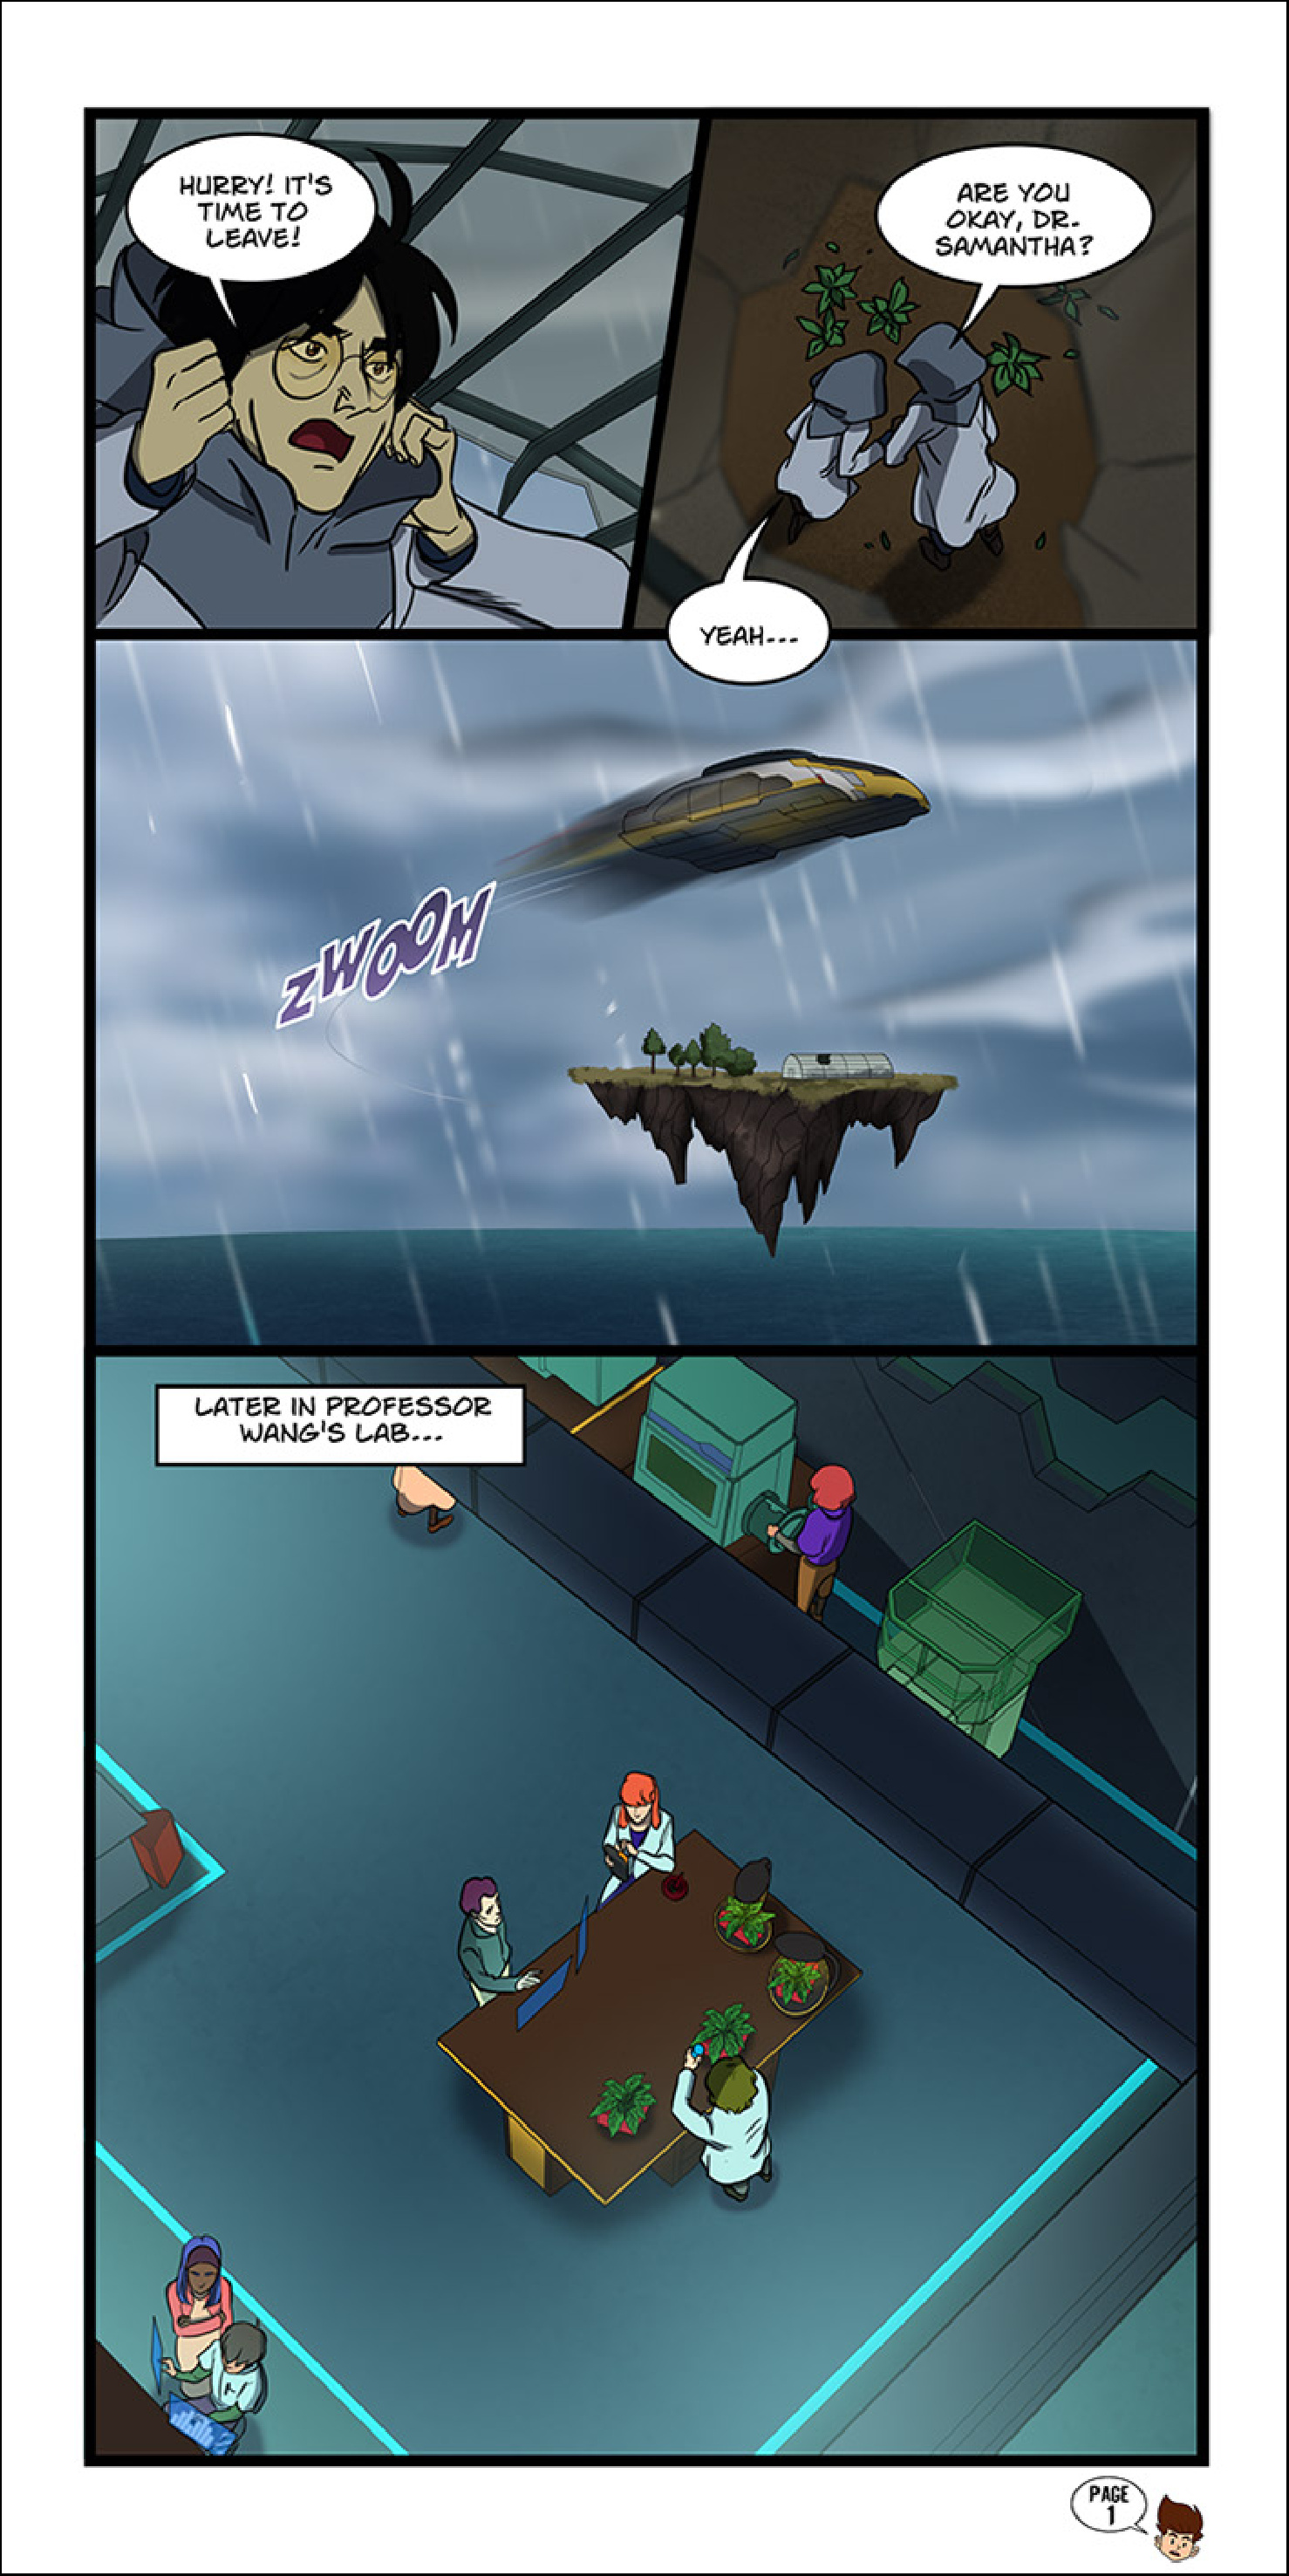 HURRY! IT'S
TIME TO
LEAVE!
ARE YOU
OKAY, DR.
SAMANTHA?
YEAH...
ZWOOM
LATER IN PROFESSOR
WANG'S LAB...
PAGE
1